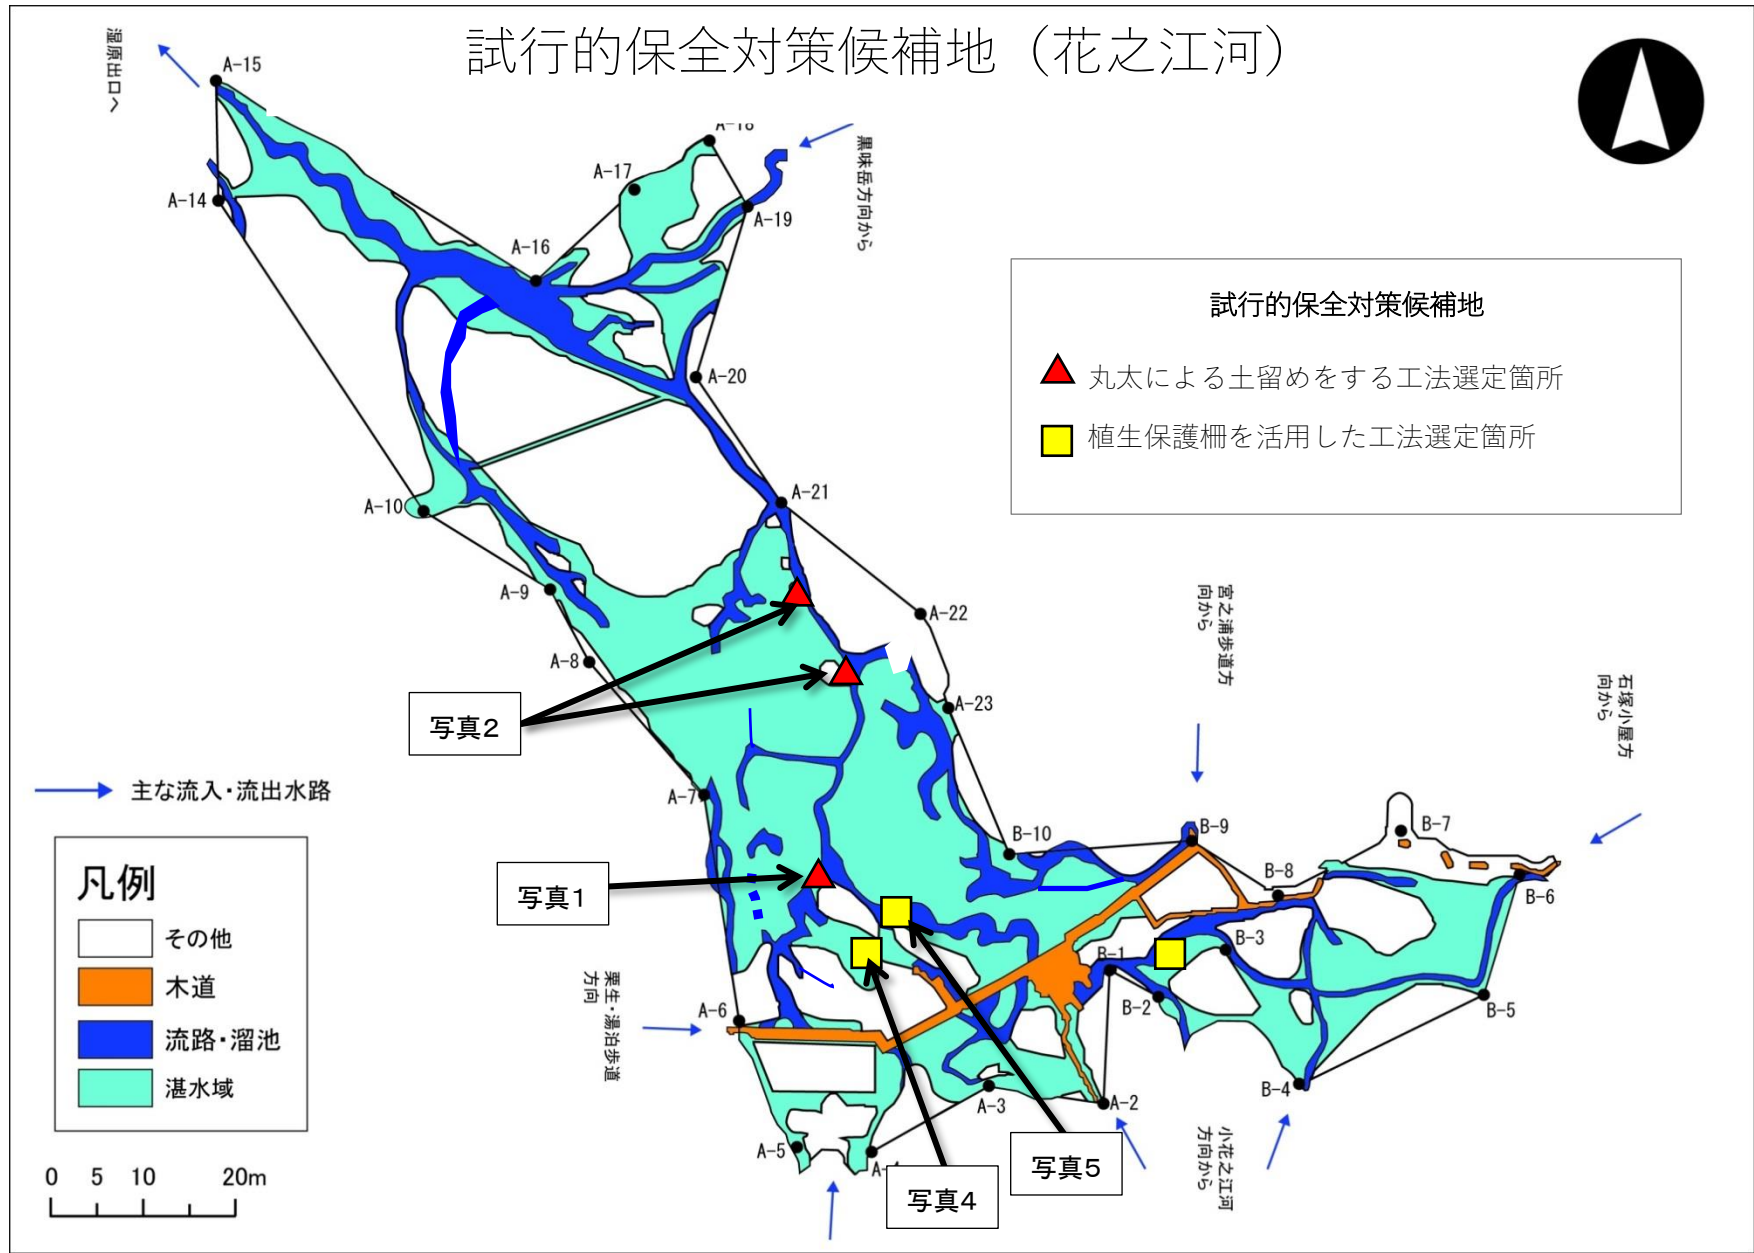 試行的保全対策候補地（花之江河）
湿原出口へ
A-15
A-18
黒味岳方向から
A-17
A-14
A-19
A-16
試行的保全対策候補地
丸太による土留めをする工法選定箇所
植生保護柵を活用した工法選定箇所
A-20
A-21
A-10
A-9
A-22
宮之浦歩道方
向から
A-8
A-23
石塚小屋方
向から
写真2
主な流入・流出水路
A-7
B-10
B-9
B-7
B-8
B-6
凡例
その他
木道
流路・溜池
湛水域
写真1
B-3
B-1
B-2
B-5
栗生・湯泊歩道
方向
A-6
B-4
A-3
A-2
小花之江河
方向から
A-5
A-4
写真5
写真4
0 5 10 20m